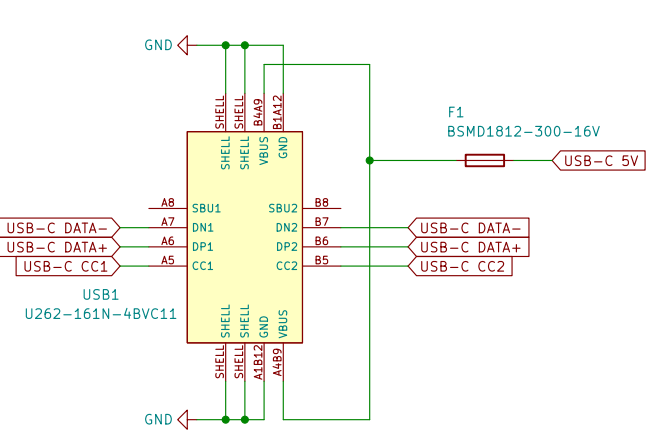 GND
F1
BSMD1812-300-16V
SHELL
SHELL
B4A9
B1A12
SHELL
SHELL
VBUS
GND
USB-C 5V
A8 SBU1 SBU2 B8
USB-C DATA- A7 DN1 DN2 B7 USB-C DATA-
USB-C DATA+ A6 DP1 DP2 B6 USB-C DATA+
USB-C CC1 A5 CC1 CC2 B5 USB-C CC2
USB1
U262-161N-4BVC11
SHELL
SHELL
GND
VBUS
SHELL
SHELL
A1B12
A4B9
GND